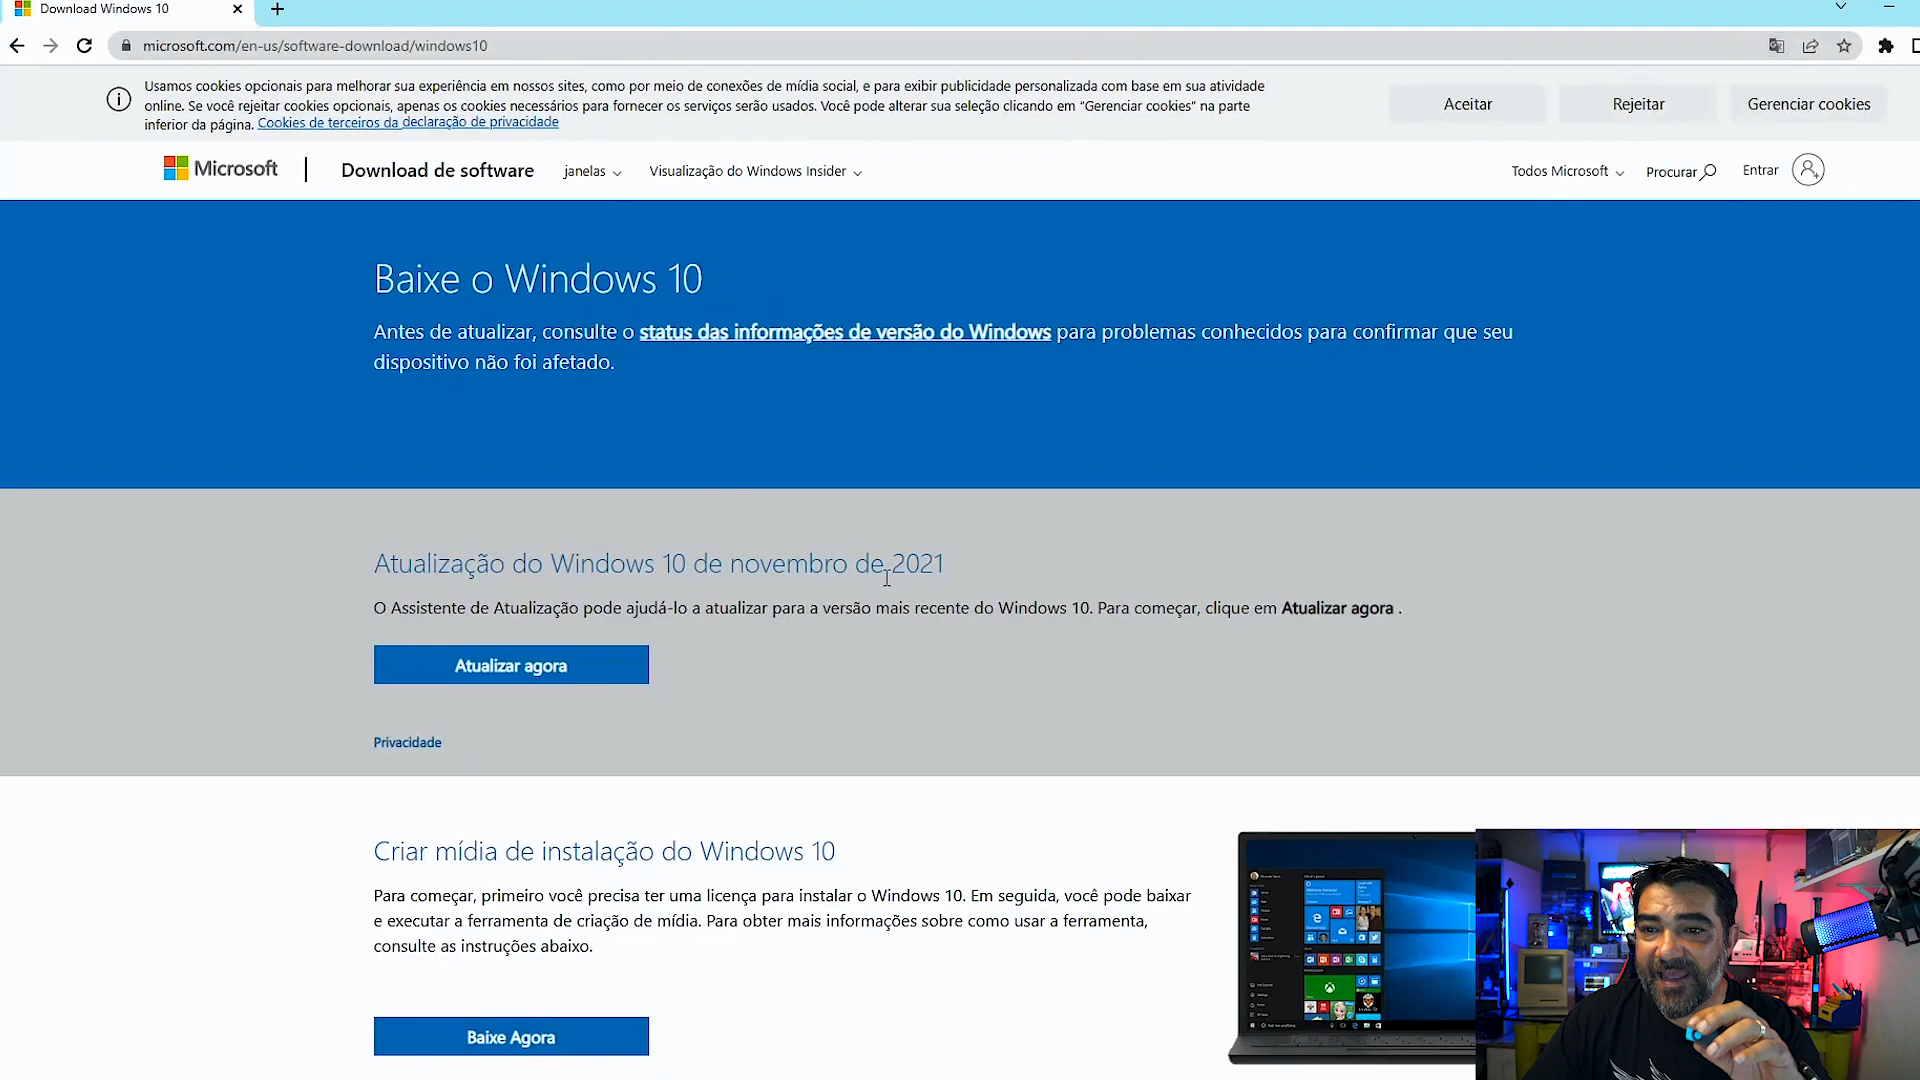 Download Windows 10
microsoft.com/en-us/software-download/windows10
Usamos cookies opcionais para melhorar sua experiência em nossos sites, como por meio de conexões de mídia social, e para exibir publicidade personalizada com base em sua atividade
online. Se você rejeitar cookies opcionais, apenas os cookies necessários para fornecer os serviços serão usados. Você pode alterar sua seleção clicando em “Gerenciar cookies” na parte
inferior da página. Cookies de terceiros da declaração de privacidade
Aceitar
Rejeitar
Gerenciar cookies
Microsoft
Download de software
janelas
Visualização do Windows Insider
Todos Microsoft
Procurar
Entrar
Baixe o Windows 10
Antes de atualizar, consulte o status das informações de versão do Windows para problemas conhecidos para confirmar que seu
dispositivo não foi afetado.
Atualização do Windows 10 de novembro de 2021
O Assistente de Atualização pode ajudá-lo a atualizar para a versão mais recente do Windows 10. Para começar, clique em Atualizar agora .
Atualizar agora
Privacidade
Criar mídia de instalação do Windows 10
Para começar, primeiro você precisa ter uma licença para instalar o Windows 10. Em seguida, você pode baixar
e executar a ferramenta de criação de mídia. Para obter mais informações sobre como usar a ferramenta,
consulte as instruções abaixo.
Baixe Agora